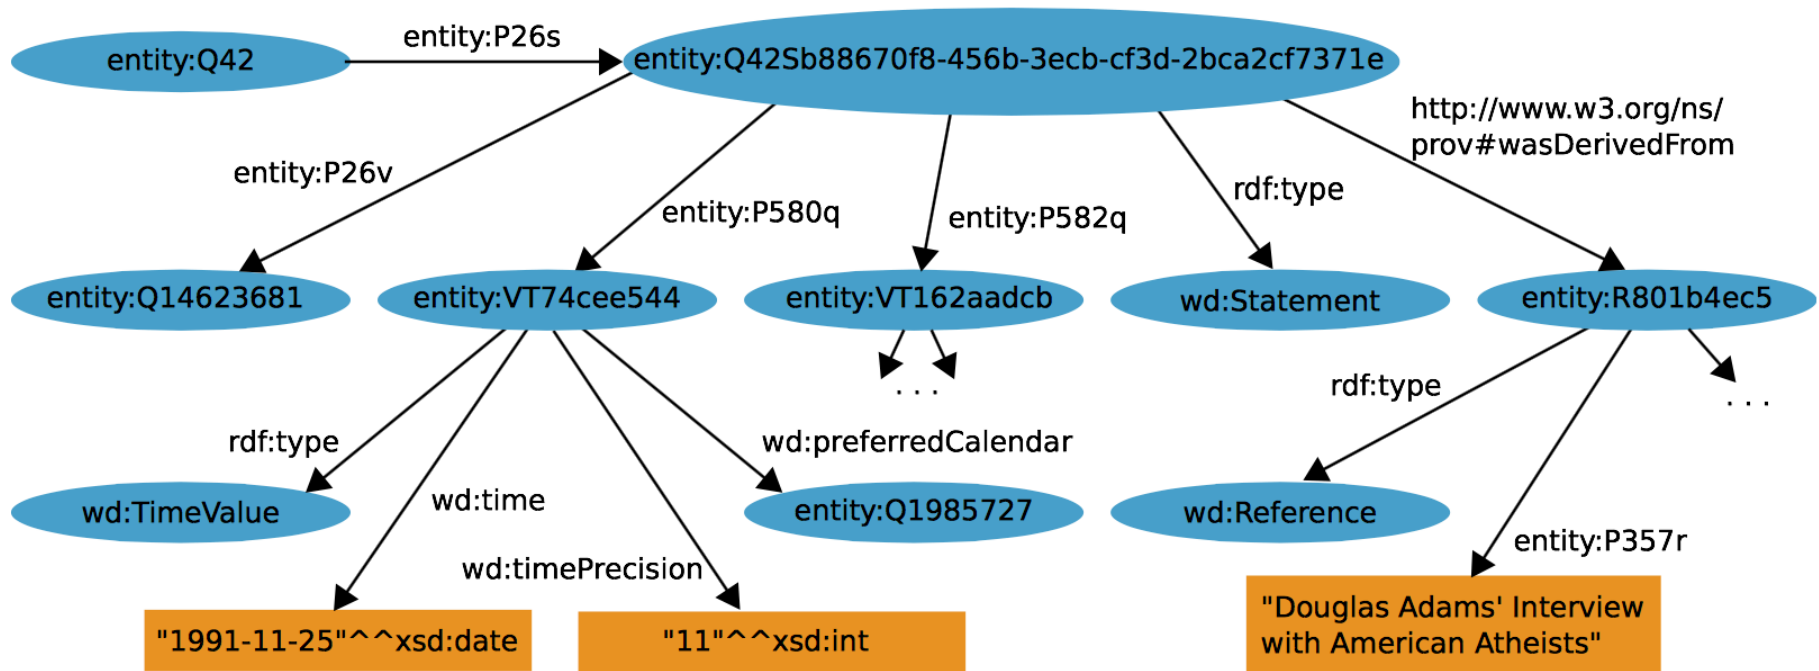 entity:Q42
entity:P26s
entity:Q42Sb88670f8-456b-3ecb-cf3d-2bca2cf7371e
http://www.w3.org/ns/
prov#wasDerivedFrom
entity:P26v
entity:P580q
entity:P582q
rdf:type
entity:Q14623681
entity:VT74cee544
entity:VT162aadcb
wd:Statement
entity:R801b4ec5
. . .
. . .
rdf:type
wd:time
wd:timePrecision
wd:preferredCalendar
rdf:type
entity:P357r
wd:TimeValue
entity:Q1985727
wd:Reference
"1991-11-25"^^xsd:date
"11"^^xsd:int
"Douglas Adams' Interview
with American Atheists"